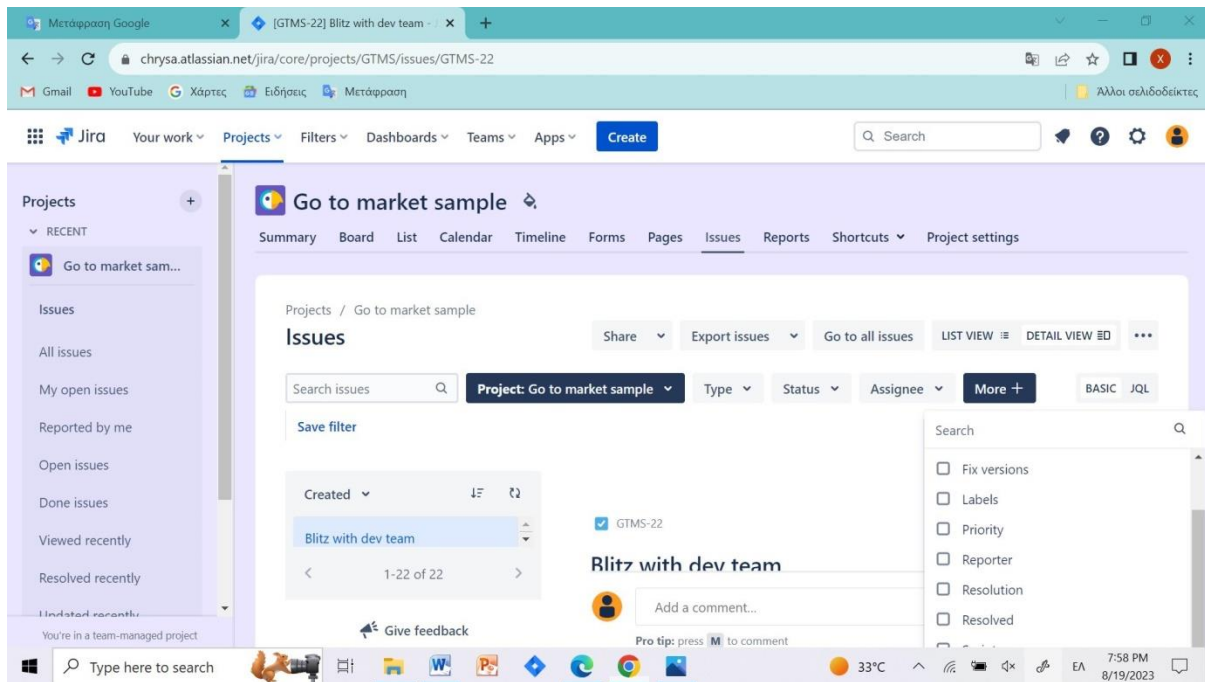 Μετάφραση Google
[GTMS-22] Blitz with dev team -
chrysa.atlassian.net/jira/core/projects/GTMS/issues/GTMS-22
X
Gmail YouTube Χάρτες Ειδήσεις Μετάφραση Άλλοι σελιδοδείκτες
Jira Your work Projects Filters Dashboards Teams Apps Create Search
Projects
RECENT
Go to market sam...
Issues
All issues
My open issues
Reported by me
Open issues
Done issues
Viewed recently
Resolved recently
Updated recently
You're in a team-managed project
Go to market sample
Summary Board List Calendar Timeline Forms Pages Issues Reports Shortcuts Project settings
Projects / Go to market sample
Issues
Share Export issues Go to all issues LIST VIEW DETAIL VIEW
Search issues Project: Go to market sample Type Status Assignee More + BASIC JQL
Save filter
Created
Blitz with dev team
1-22 of 22
Give feedback
GTMS-22
Blitz with dev team
Add a comment...
Pro tip: press M to comment
Search
Fix versions
Labels
Priority
Reporter
Resolution
Resolved
Type here to search
33°C
ΕΛ
7:58 PM
8/19/2023